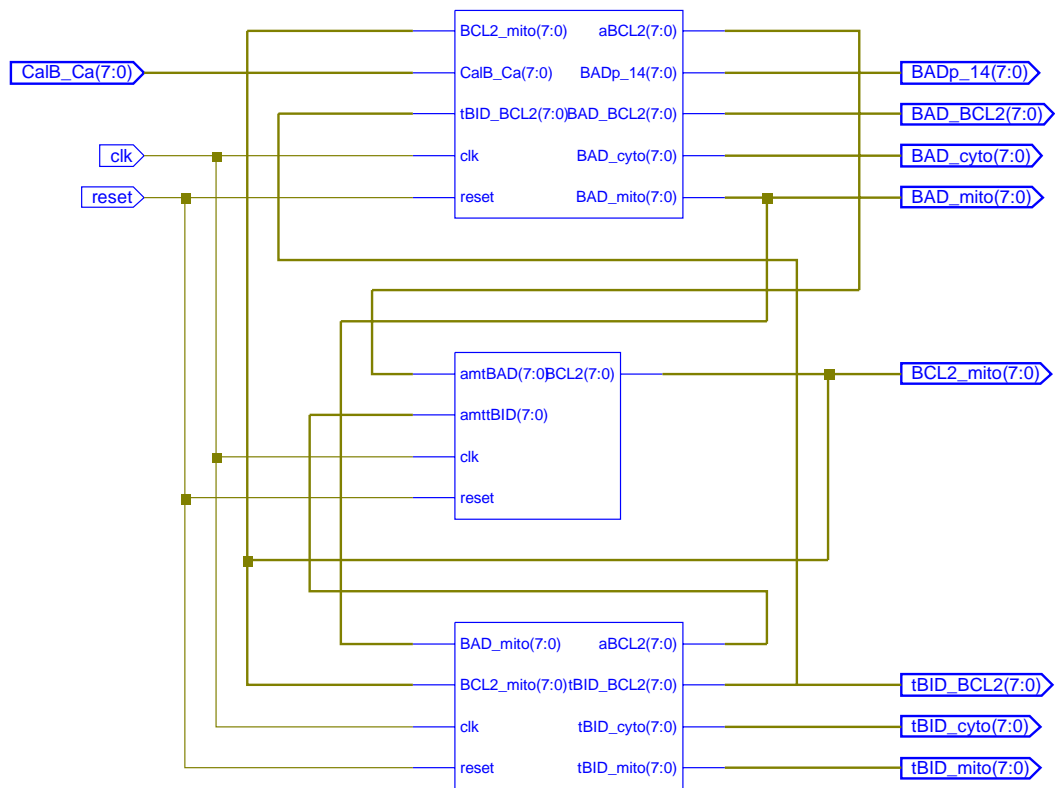 BCL2_mito(7:0) aBCL2(7:0)
CalB_Ca(7:0) CalB_Ca(7:0) BADp_14(7:0) BADp_14(7:0)
tBID_BCL2(7:0) BAD_BCL2(7:0) BAD_BCL2(7:0)
clk clk BAD_cyto(7:0) BAD_cyto(7:0)
reset reset BAD_mito(7:0) BAD_mito(7:0)
amtBAD(7:0) BCL2(7:0) BCL2_mito(7:0)
amttBID(7:0)
clk
reset
BAD_mito(7:0) aBCL2(7:0)
BCL2_mito(7:0) tBID_BCL2(7:0) tBID_BCL2(7:0)
clk tBID_cyto(7:0) tBID_cyto(7:0)
reset tBID_mito(7:0) tBID_mito(7:0)